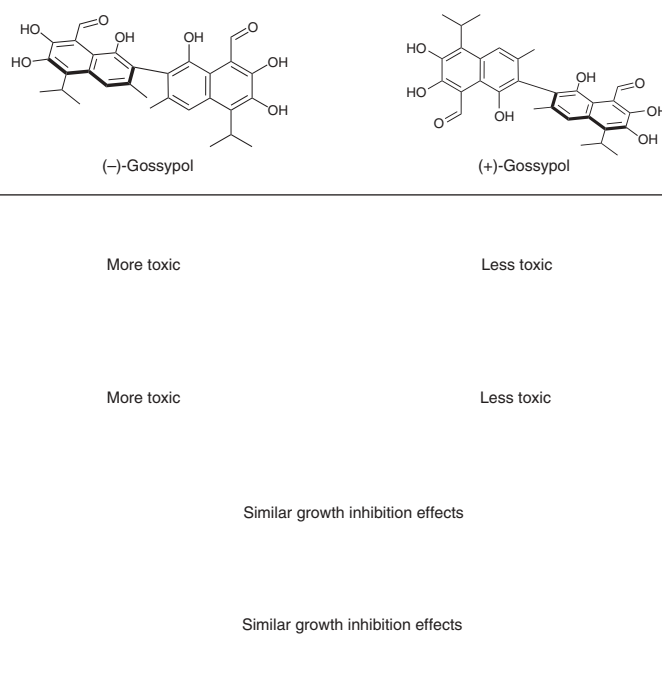 O
OH
HO
HO
OH
O
OH
OH
(–)-Gossypol
HO
HO
O
OH
OH
O
OH
OH
(+)-Gossypol
More toxic
Less toxic
More toxic
Less toxic
Similar growth inhibition effects
Similar growth inhibition effects